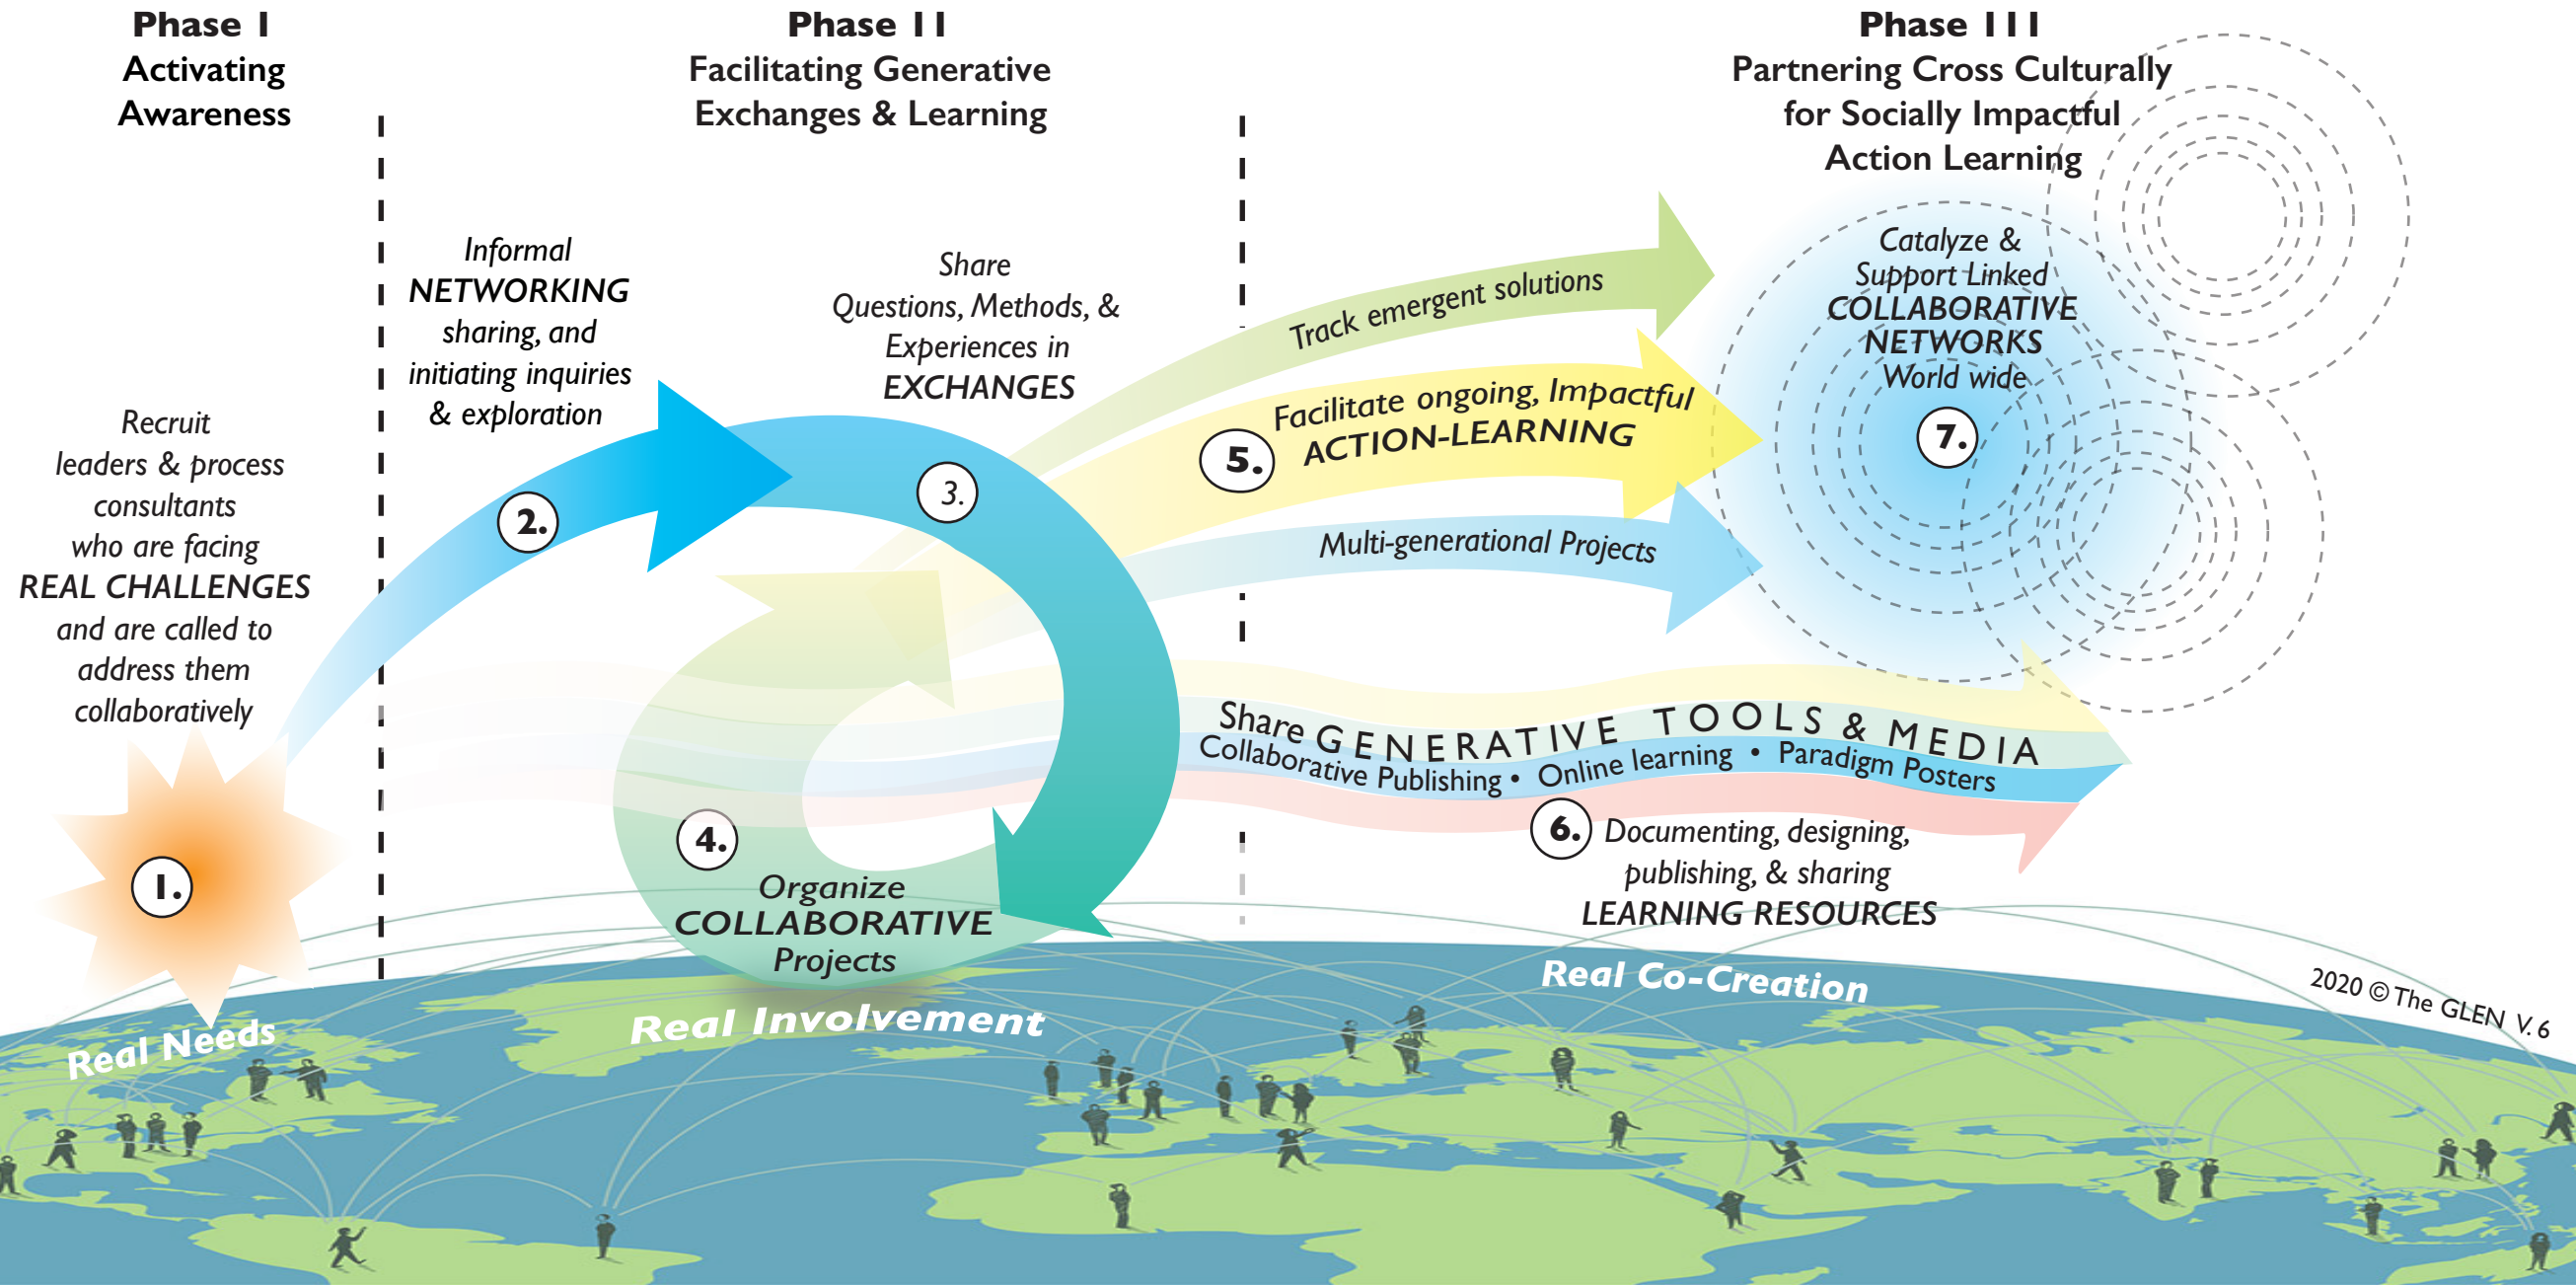 Phase I
Activating
Awareness
Phase II
Facilitating Generative
Exchanges & Learning
Phase III
Partnering Cross Culturally
for Socially Impactful
Action Learning
Recruit
leaders & process
consultants
who are facing
REAL CHALLENGES
and are called to
address them
collaboratively
1.
Informal
NETWORKING
sharing, and
initiating inquiries
& exploration
2.
Share
Questions, Methods, &
Experiences in
EXCHANGES
3.
4.
Organize
COLLABORATIVE
Projects
Track emergent solutions
5.
Facilitate ongoing, Impactful
ACTION-LEARNING
Multi-generational Projects
Catalyze &
Support Linked
COLLABORATIVE
NETWORKS
World wide
7.
Share GENERATIVE TOOLS & MEDIA
Collaborative Publishing • Online learning • Paradigm Posters
6.
Documenting, designing,
publishing, & sharing
LEARNING RESOURCES
Real Needs
Real Involvement
Real Co-Creation
2020 © The GLEN V. 6